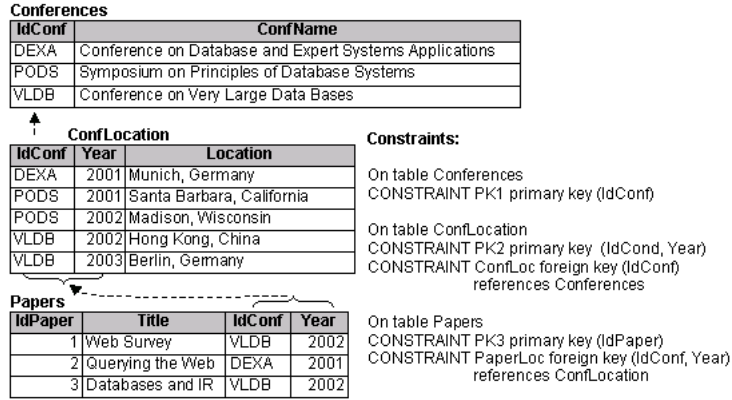 Conferences
IdConf ConfName
DEXA Conference on Database and Expert Systems Applications
PODS Symposium on Principles of Database Systems
VLDB Conference on Very Large Data Bases
ConfLocation
IdConf Year Location
DEXA 2001 Munich, Germany
PODS 2001 Santa Barbara, California
PODS 2002 Madison, Wisconsin
VLDB 2002 Hong Kong, China
VLDB 2003 Berlin, Germany
Papers
IdPaper Title IdConf Year
1 Web Survey VLDB 2002
2 Querying the Web DEXA 2001
3 Databases and IR VLDB 2002
Constraints:
On table Conferences
CONSTRAINT PK1 primary key (IdConf)
On table ConfLocation
CONSTRAINT PK2 primary key (IdCond, Year)
CONSTRAINT ConfLoc foreign key (IdConf)
references Conferences
On table Papers
CONSTRAINT PK3 primary key (IdPaper)
CONSTRAINT PaperLoc foreign key (IdConf, Year)
references ConfLocation